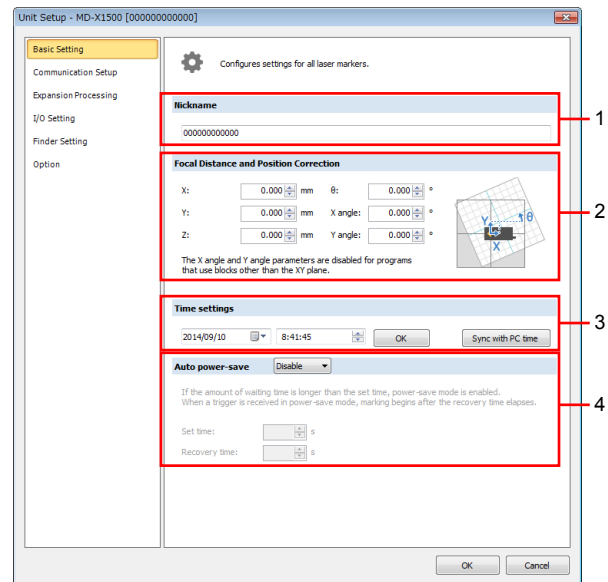 Unit Setup - MD-X1500 [000000000000]
Basic Setting
Communication Setup
Expansion Processing
I/O Setting
Finder Setting
Option
Configures settings for all laser markers.
Nickname
000000000000
1
Focal Distance and Position Correction
X: 0.000 mm θ: 0.000 °
Y: 0.000 mm X angle: 0.000 °
Z: 0.000 mm Y angle: 0.000 °
Y θ
X
The X angle and Y angle parameters are disabled for programs
that use blocks other than the XY plane.
2
Time settings
2014/09/10 8:41:45 OK Sync with PC time
3
Auto power-save Disable
If the amount of waiting time is longer than the set time, power-save mode is enabled.
When a trigger is received in power-save mode, marking begins after the recovery time elapses.
Set time: s
Recovery time: s
4
OK Cancel